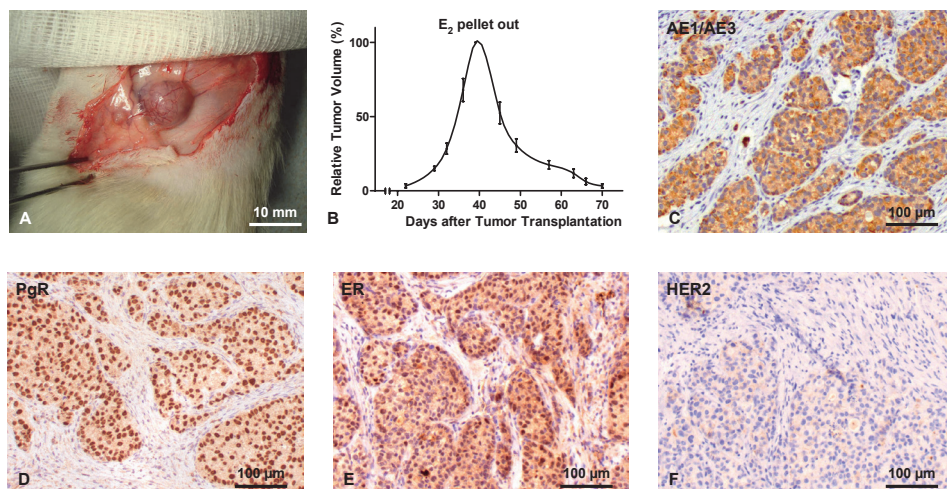 A
10 mm
E2 pellet out
Relative Tumor Volume (%)
100
50
0
20 30 40 50 60 70
Days after Tumor Transplantation
B
AE1/AE3
C
100 µm
PgR
D
100 µm
ER
E
100 µm
HER2
F
100 µm